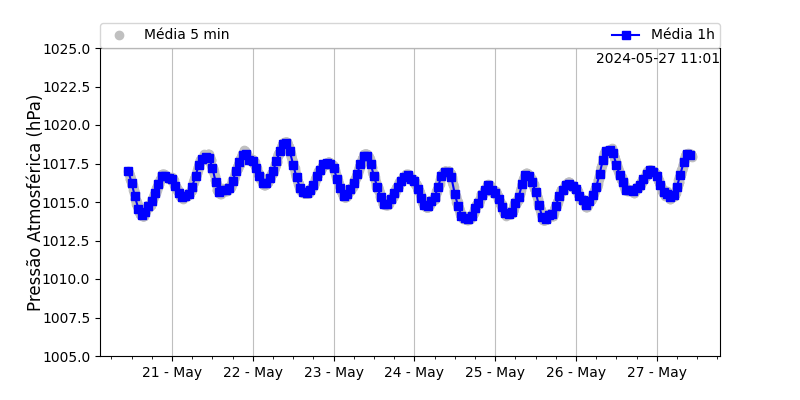 Média 5 min
Média 1h
2024-05-27 11:01
Pressão Atmosférica (hPa)
1025.0
1022.5
1020.0
1017.5
1015.0
1012.5
1010.0
1007.5
1005.0
21 - May
22 - May
23 - May
24 - May
25 - May
26 - May
27 - May